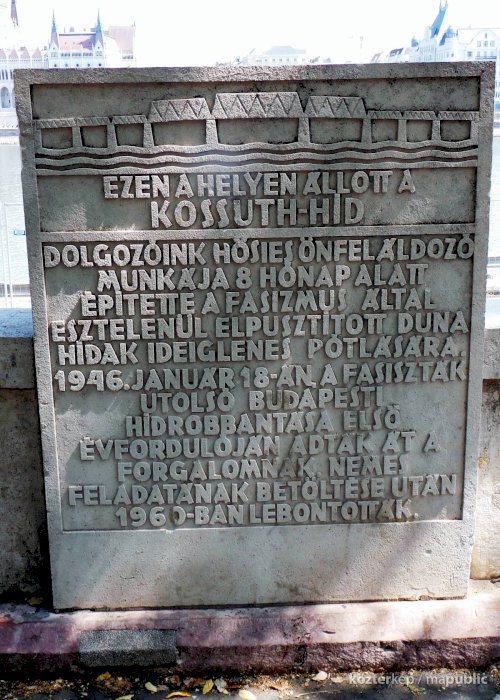 EZEN A HELYEN ÁLLOTT A
KOSSUTH-HÍD
DOLGOZÓINK HŐSIES ÖNFELÁLDOZÓ
MUNKÁJA 8 HÓNAP ALATT
ÉPÍTETTE A FASIZMUS ÁLTAL
ESZTELENÜL ELPUSZTÍTOTT DUNA
HÍDAK IDEIGLENES PÓTLÁSÁRA.
1946. JANUÁR 18-ÁN, A FASISZTÁK
UTOLSÓ BUDAPESTI
HÍDROBBANTÁSA ELSŐ
ÉVFORDULÓJÁN ADTÁK ÁT A
FORGALOMNAK. NEMES
FELADATÁNAK BETÖLTÉSE UTÁN
1960-BAN LEBONTOTTÁK.
köztérkép / mapublic